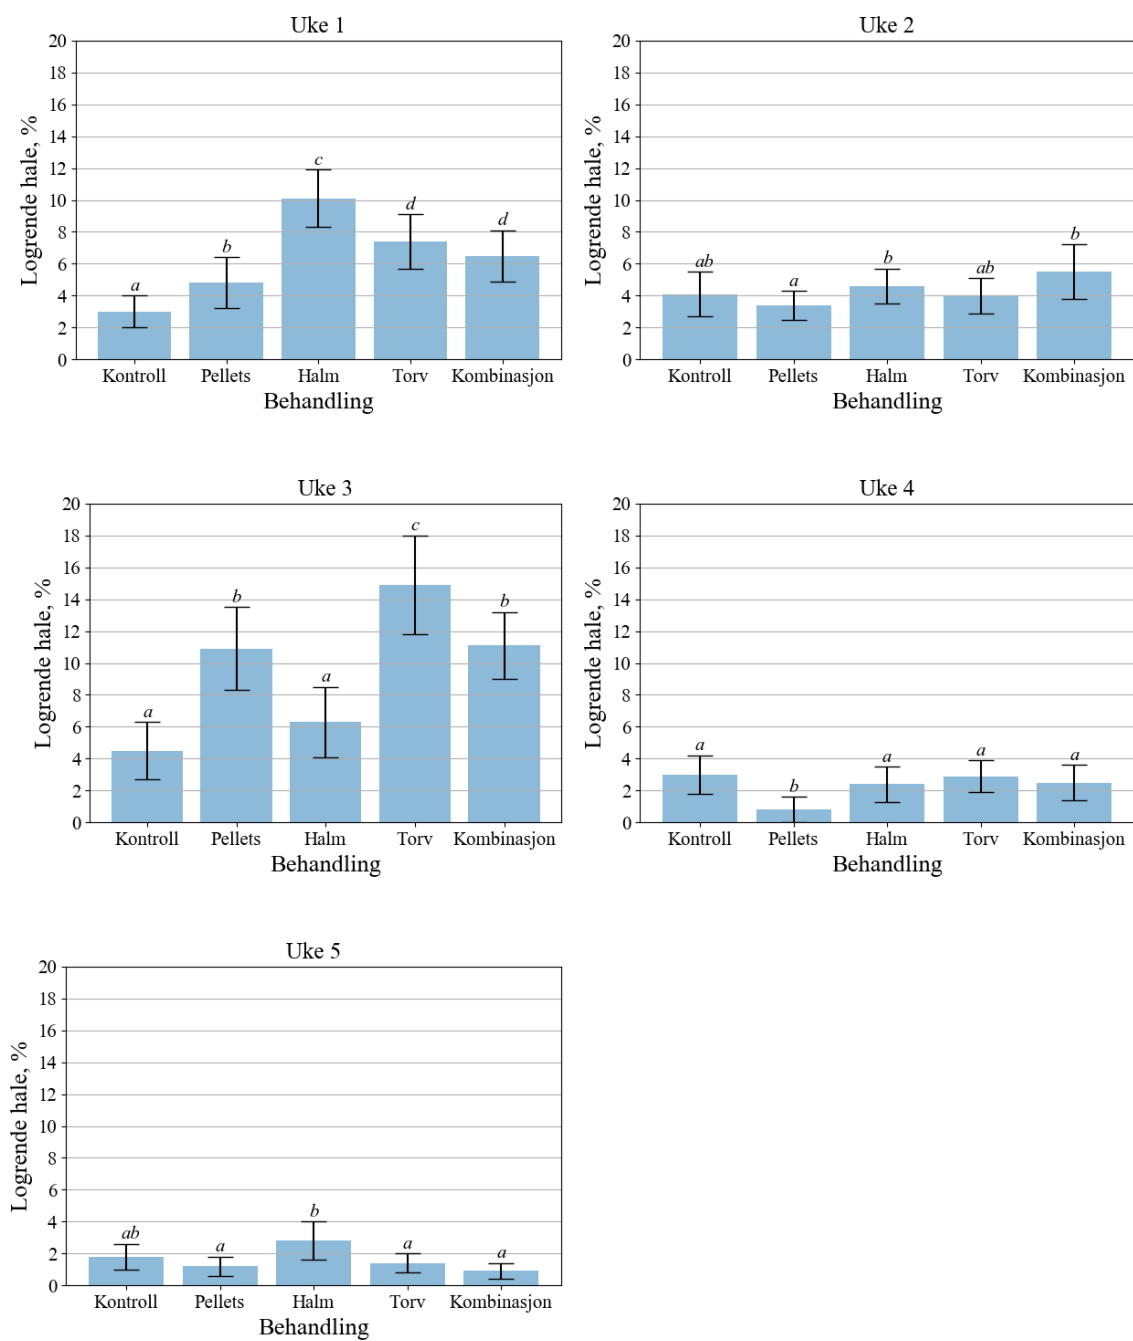 Uke 1
20
18
16
14
12
10
8
6
4
2
0
Logrende hale, %
a
b
c
d
d
Kontroll Pellets Halm Torv Kombinasjon
Behandling
Uke 2
20
18
16
14
12
10
8
6
4
2
0
Logrende hale, %
ab
a
b
ab
b
Kontroll Pellets Halm Torv Kombinasjon
Behandling
Uke 3
20
18
16
14
12
10
8
6
4
2
0
Logrende hale, %
a
b
a
c
b
Kontroll Pellets Halm Torv Kombinasjon
Behandling
Uke 4
20
18
16
14
12
10
8
6
4
2
0
Logrende hale, %
a
b
a
a
a
Kontroll Pellets Halm Torv Kombinasjon
Behandling
Uke 5
20
18
16
14
12
10
8
6
4
2
0
Logrende hale, %
ab
a
b
a
a
Kontroll Pellets Halm Torv Kombinasjon
Behandling